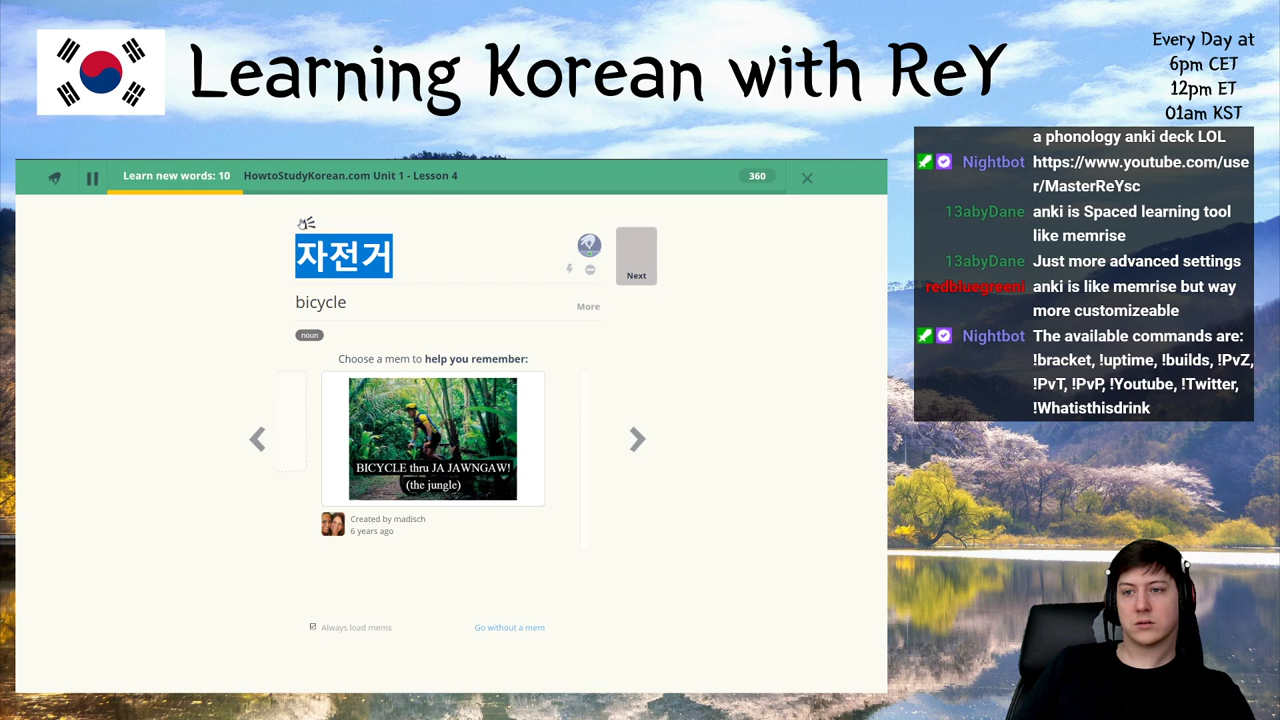 Learning Korean with ReY
Every Day at
6pm CET
12pm ET
01am KST
Learn new words: 10
HowtoStudyKorean.com Unit 1 - Lesson 4
360
자전거
Next
bicycle
More
noun
Choose a mem to help you remember:
BICYCLE thru JA JAWNGAW!
(the jungle)
Created by madisch
6 years ago
Always load mems
Go without a mem
a phonology anki deck LOL
Nightbot https://www.youtube.com/use
r/MasterReYsc
13abyDane anki is Spaced learning tool
like memrise
13abyDane Just more advanced settings
redbluegreeni anki is like memrise but way
more customizeable
Nightbot The available commands are:
!bracket, !uptime, !builds, !PvZ,
!PvT, !PvP, !Youtube, !Twitter,
!Whatisthisdrink